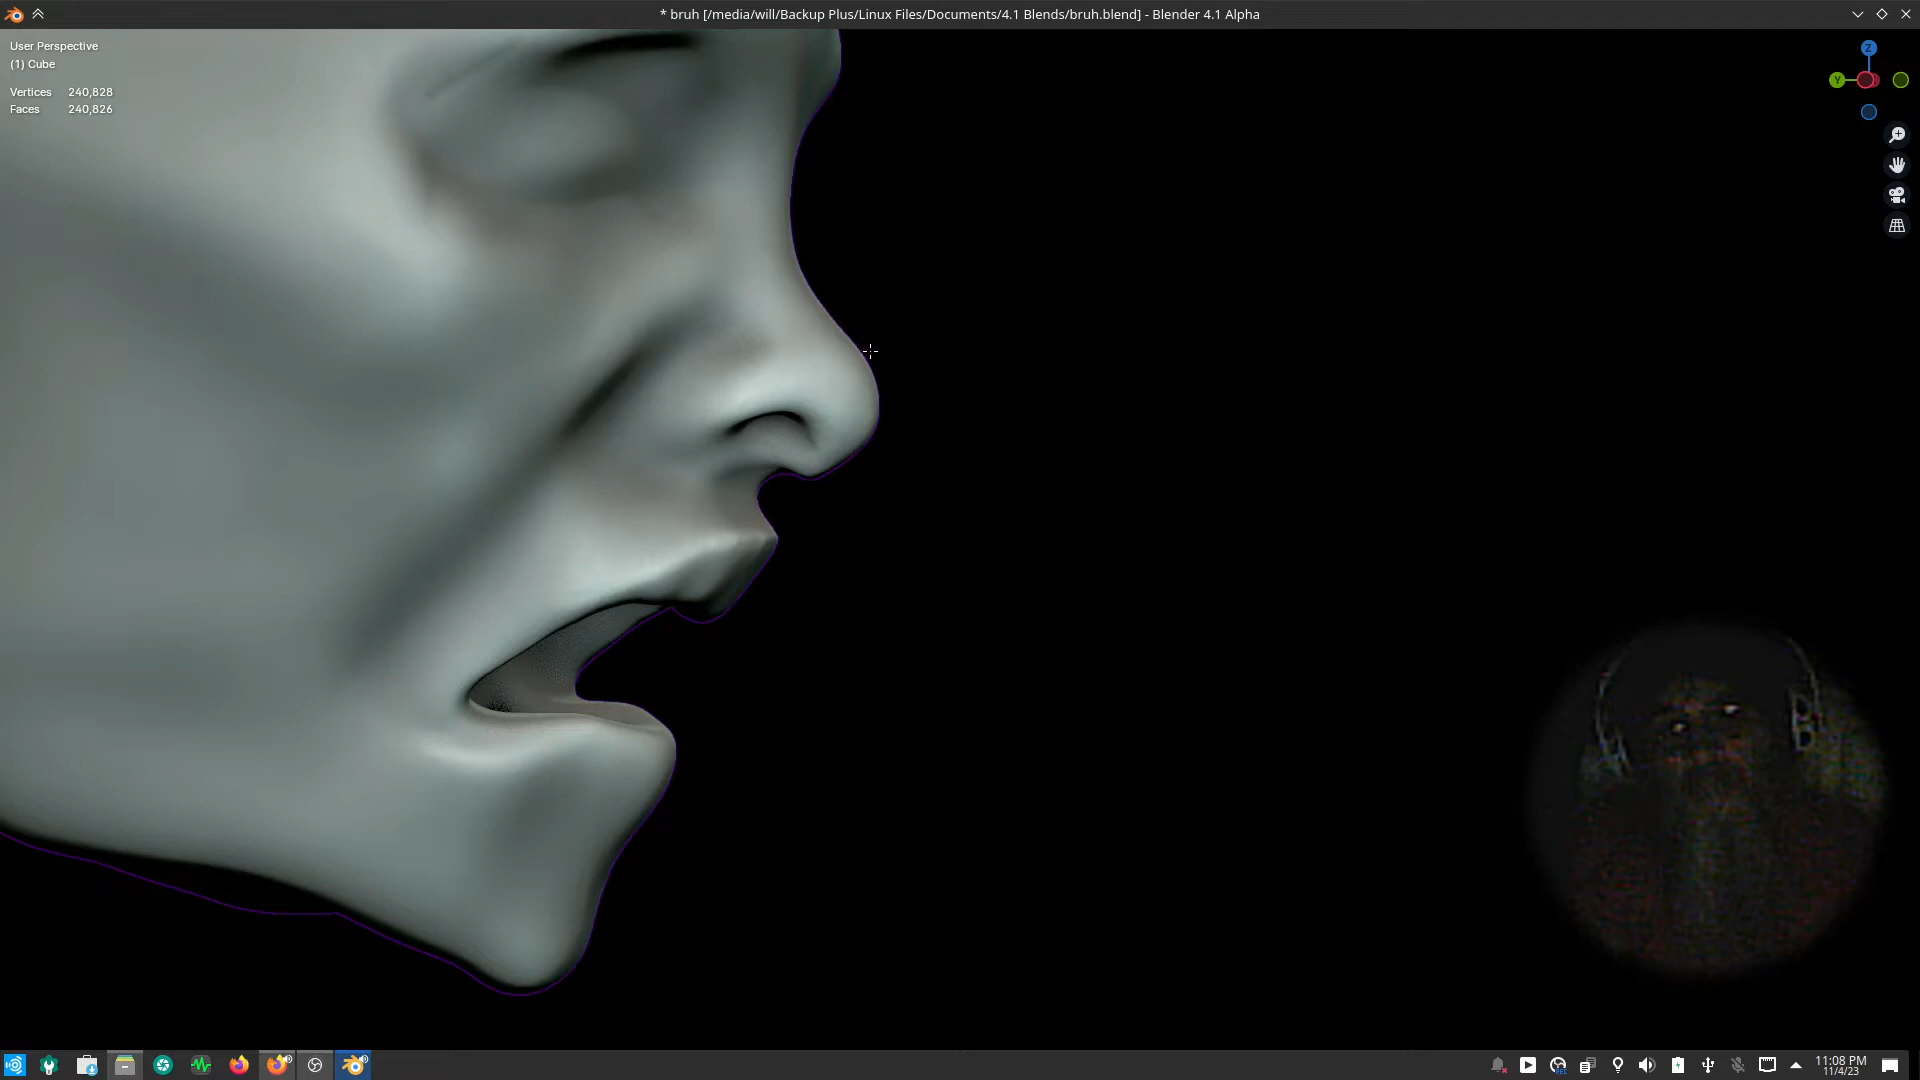 * bruh [/media/will/Backup Plus/Linux Files/Documents/4.1 Blends/bruh.blend] - Blender 4.1 Alpha
User Perspective
(1) Cube
Vertices 240,828
Faces 240,826
Z
Y
REC
11:08 PM
11/4/23